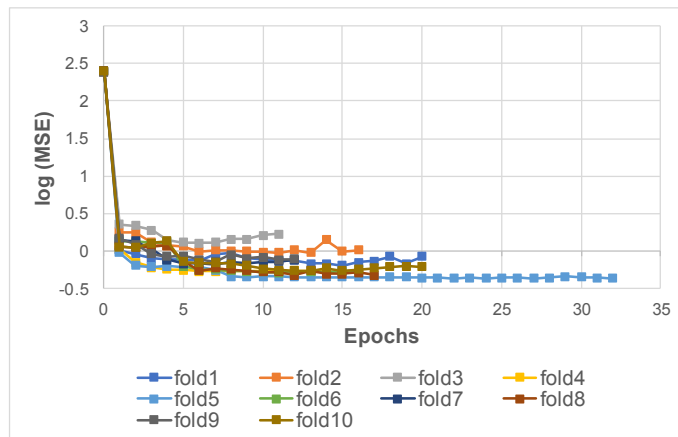 3
2.5
2
1.5
1
0.5
0
-0.5
log (MSE)
0 5 10 15 20 25 30 35
Epochs
fold1 fold2 fold3 fold4
fold5 fold6 fold7 fold8
fold9 fold10